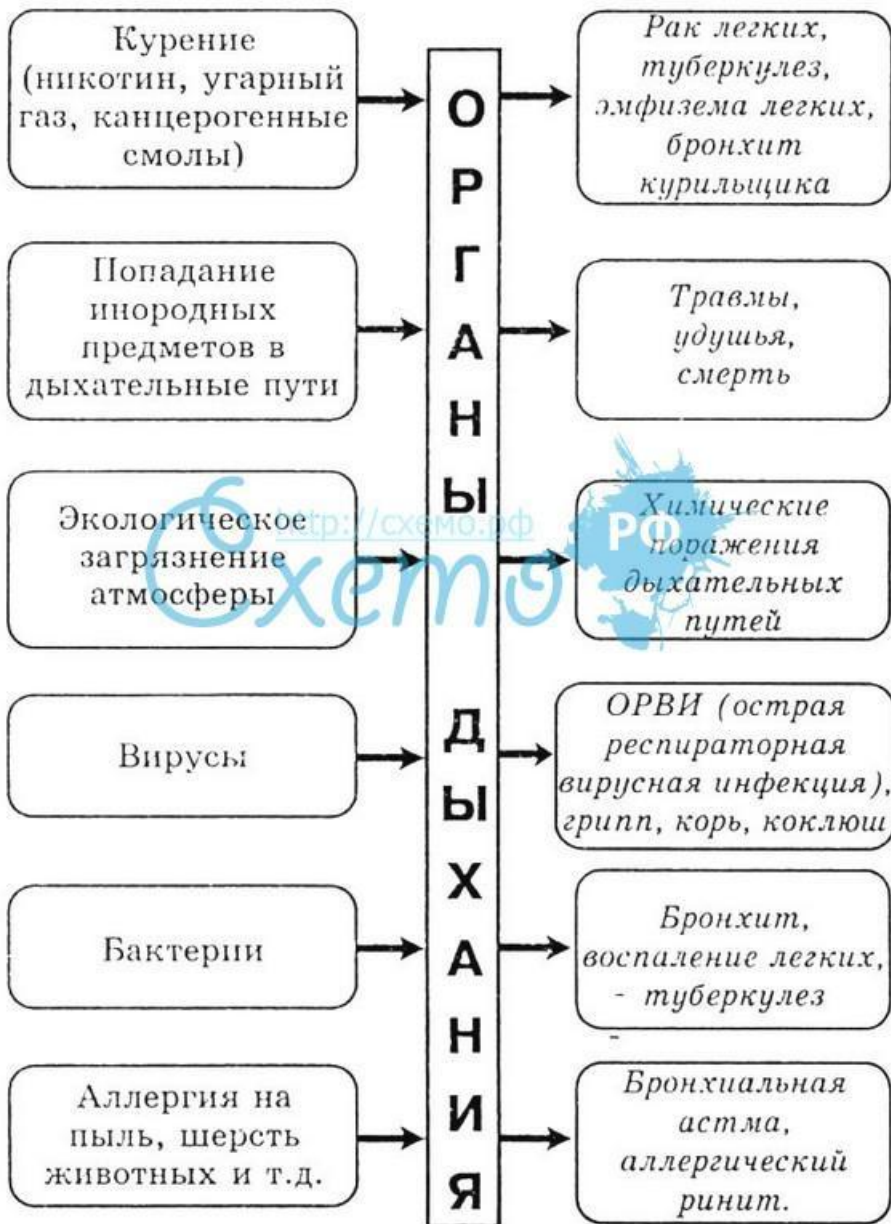 Курение
(никотин, угарный
газ, канцерогенные
смолы)
Рак легких,
туберкулез,
эмфизема легких,
бронхит
курильщика
Попадание
инородных
предметов в
дыхательные пути
Травмы,
удушья,
смерть
Экологическое
загрязнение
атмосферы
Химические
поражения
дыхательных
путей
Вирусы
ОРВИ (острая
респираторная
вирусная инфекция),
грипп, корь, коклюш
Бактерии
Бронхит,
воспаление легких,
- туберкулез
Аллергия на
пыль, шерсть
животных и т.д.
Бронхиальная
астма,
аллергический
ринит.
ОРГАНЫ ДЫХАНИЯ
http://схемо.рф
Схемо
РФ